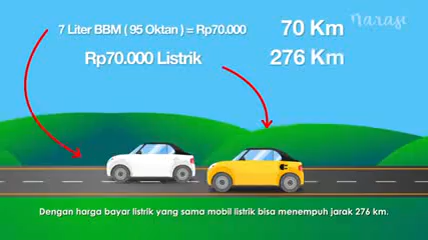 Narasi
7 Liter BBM ( 95 Oktan ) = Rp70.000 70 Km
Rp70.000 Listrik 276 Km
Dengan harga bayar listrik yang sama mobil listrik bisa menempuh jarak 276 km.